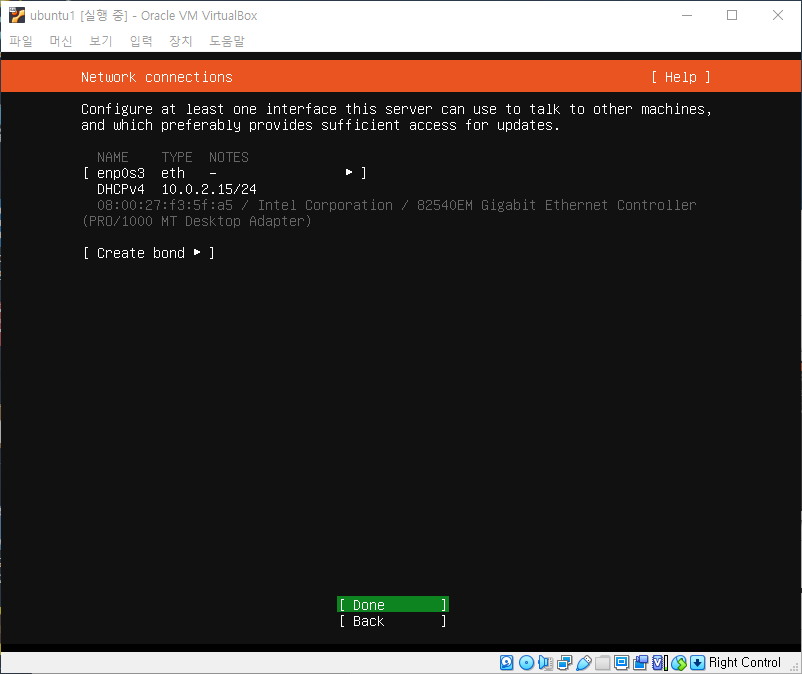 ubuntu1 [실행 중] - Oracle VM VirtualBox
파일 머신 보기 입력 장치 도움말
Network connections [ Help ]
Configure at least one interface this server can use to talk to other machines,
and which preferably provides sufficient access for updates.
NAME TYPE NOTES
[ enp0s3 eth - ▸ ]
DHCPv4 10.0.2.15/24
08:00:27:f3:5f:a5 / Intel Corporation / 82540EM Gigabit Ethernet Controller
(PRO/1000 MT Desktop Adapter)
[ Create bond ▸ ]
[ Done ]
[ Back ]
Right Control